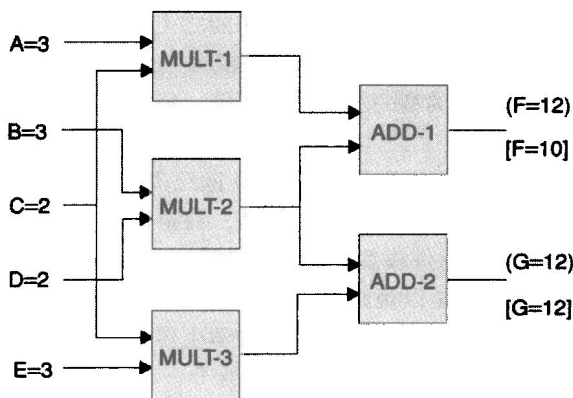 A=3
MULT-1
B=3
ADD-1
(F=12)
[F=10]
C=2
MULT-2
D=2
ADD-2
(G=12)
[G=12]
MULT-3
E=3